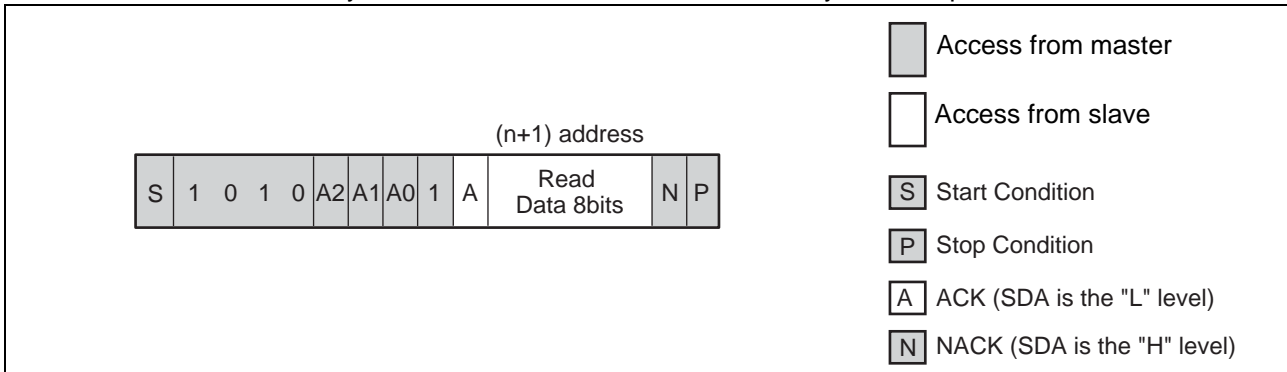 (n+1) address
S 1 0 1 0 A2 A1 A0 1 A Read Data 8bits N P
Access from master
Access from slave
S Start Condition
P Stop Condition
A ACK (SDA is the "L" level)
N NACK (SDA is the "H" level)